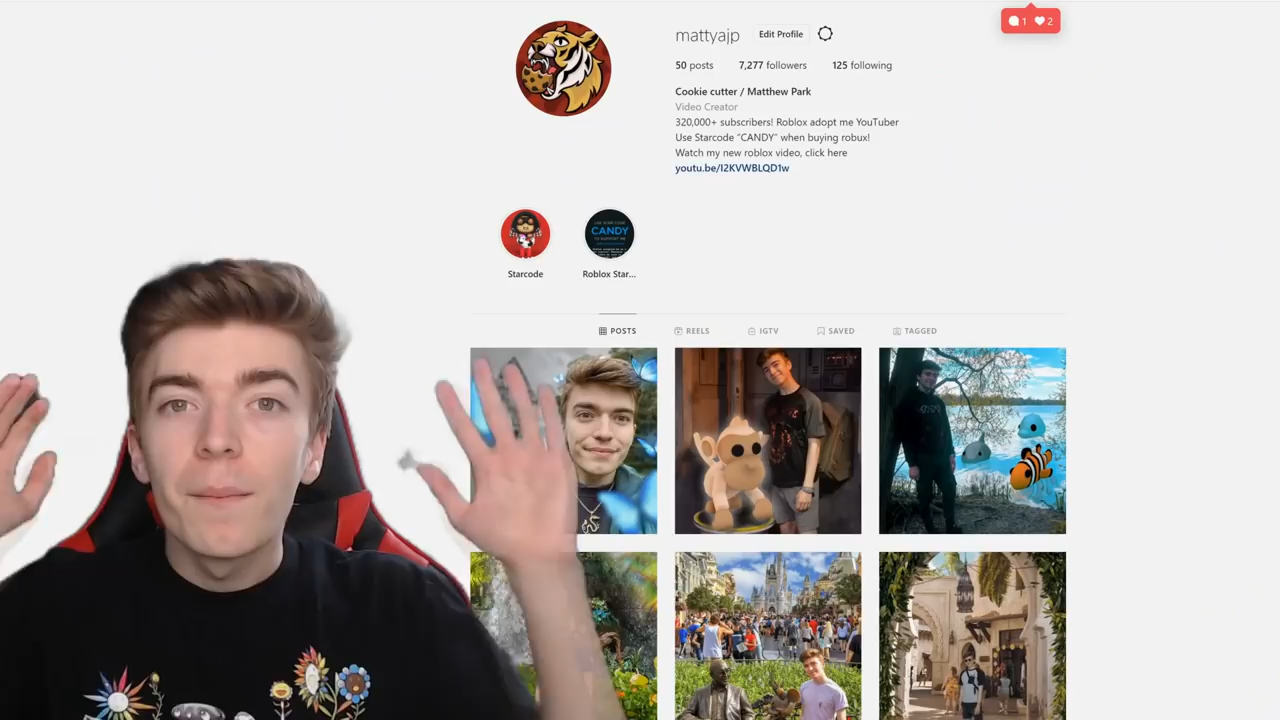 1 2
mattyajp Edit Profile
50 posts 7,277 followers 125 following
Cookie cutter / Matthew Park
Video Creator
320,000+ subscribers! Roblox adopt me YouTuber
Use Starcode "CANDY" when buying robux!
Watch my new roblox video, click here
youtu.be/I2KVWBLQD1w
CANDY
Starcode Roblox Star...
POSTS REELS IGTV SAVED TAGGED